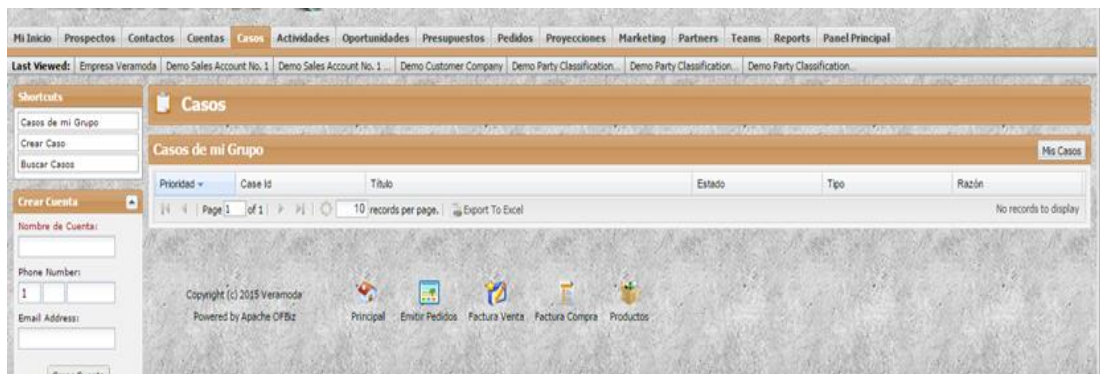 Mi Inicio Prospectos Contactos Cuentas Casos Actividades Oportunidades Presupuestos Pedidos Proyecciones Marketing Partners Teams Reports Panel Principal
Last Viewed: Empresa Veramoda Demo Sales Account No. 1 Demo Sales Account No. 1 ... Demo Customer Company Demo Party Classification... Demo Party Classification... Demo Party Classification...
Shortcuts
Casos de mi Grupo
Crear Caso
Buscar Casos
Crear Cuenta
Nombre de Cuenta:
Phone Number:
1
Email Address:
Casos
Casos de mi Grupo Mis Casos
Prioridad Case Id Título Estado Tipo Razón
Page 1 of 1 10 records per page. Export To Excel No records to display
Copyright (c) 2015 Veramoda
Powered by Apache OFBiz
Principal Emitir Pedidos Factura Venta Factura Compra Productos